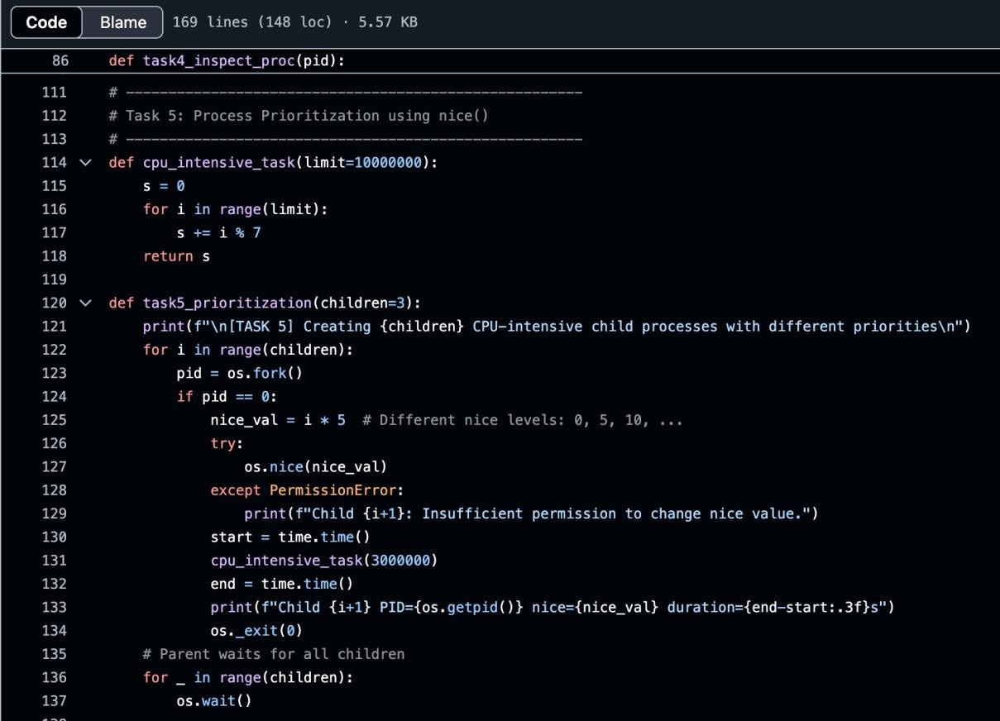 Code Blame 169 lines (148 loc) · 5.57 KB
86 def task4_inspect_proc(pid):
111 # ------------------------------------------------------
112 # Task 5: Process Prioritization using nice()
113 # ------------------------------------------------------
114 def cpu_intensive_task(limit=10000000):
115     s = 0
116     for i in range(limit):
117         s += i % 7
118     return s
119
120 def task5_prioritization(children=3):
121     print(f"\n[TASK 5] Creating {children} CPU-intensive child processes with different priorities\n")
122     for i in range(children):
123         pid = os.fork()
124         if pid == 0:
125             nice_val = i * 5  # Different nice levels: 0, 5, 10, ...
126             try:
127                 os.nice(nice_val)
128             except PermissionError:
129                 print(f"Child {i+1}: Insufficient permission to change nice value.")
130             start = time.time()
131             cpu_intensive_task(3000000)
132             end = time.time()
133             print(f"Child {i+1} PID={os.getpid()} nice={nice_val} duration={end-start:.3f}s")
134             os._exit(0)
135     # Parent waits for all children
136     for _ in range(children):
137         os.wait()